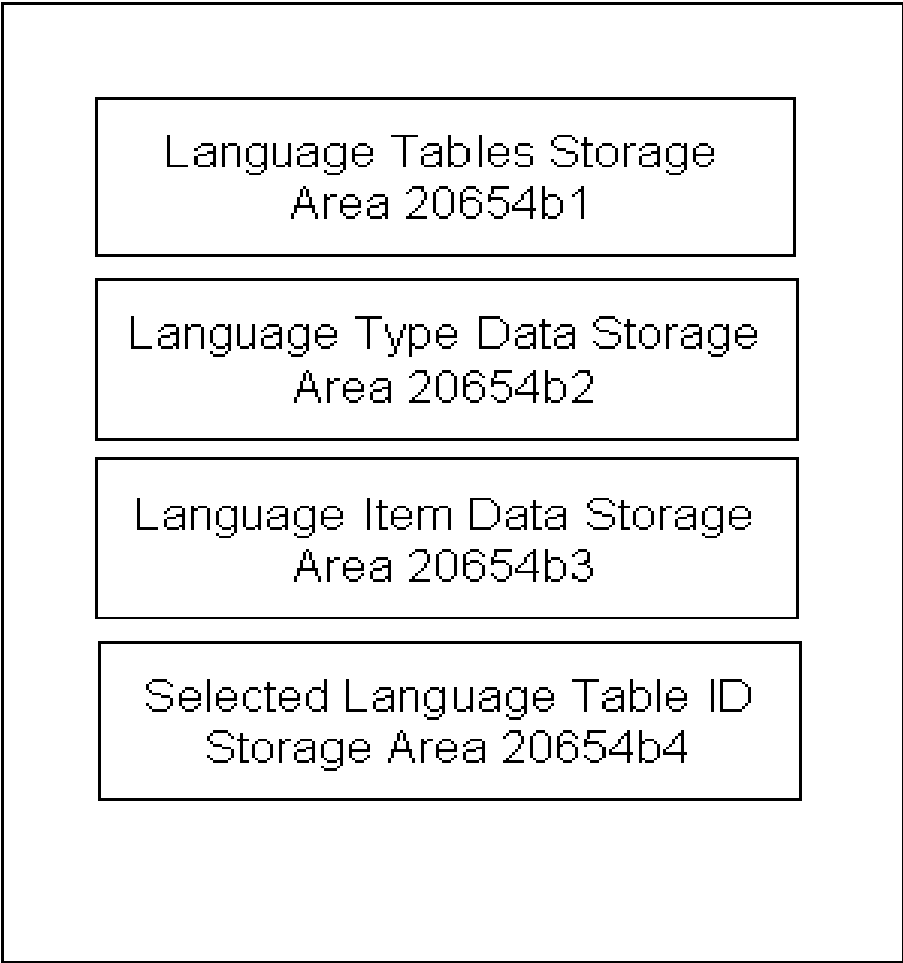 Language Tables Storage
Area 20654b1
Language Type Data Storage
Area 20654b2
Language Item Data Storage
Area 20654b3
Selected Language Table ID
Storage Area 20654b4